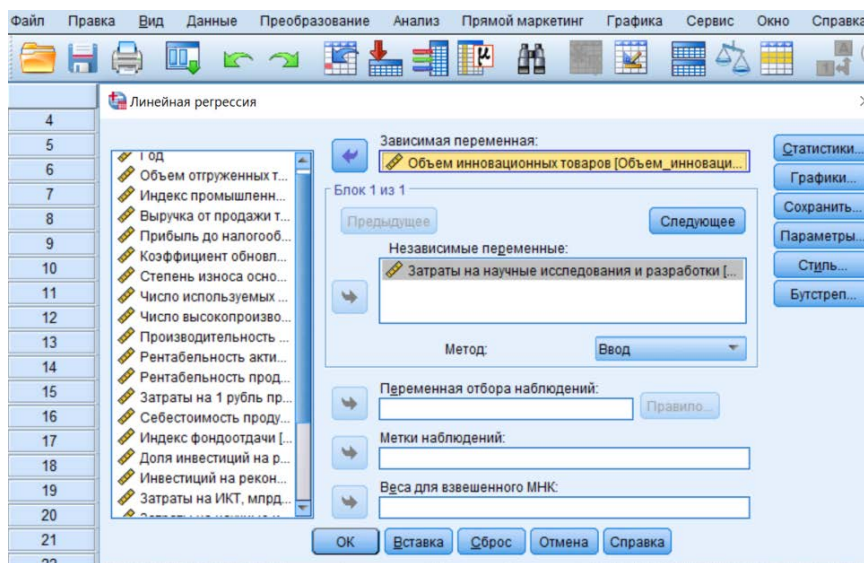 Файл Правка Вид Данные Преобразование Анализ Прямой маркетинг Графика Сервис Окно Справка
Линейная регрессия
4
5
6
7
8
9
10
11
12
13
14
15
16
17
18
19
20
21
22
Год
Объем отгруженных т...
Индекс промышленн...
Выручка от продажи т...
Прибыль до налогооб...
Коэффициент обновл...
Степень износа осно...
Число используемых ...
Число высокопроизво...
Производительность ...
Рентабельность акти...
Рентабельность прод...
Затраты на 1 рубль пр...
Себестоимость проду...
Индекс фондоотдачи [...
Доля инвестиций на р...
Инвестиций на рекон...
Затраты на ИКТ, млрд...
Зависимая переменная:
Объем инновационных товаров [Объем_инноваци...
Блок 1 из 1
Предыдущее Следующее
Независимые переменные:
Затраты на научные исследования и разработки [...
Метод: Ввод
Переменная отбора наблюдений:
Правило...
Метки наблюдений:
Веса для взвешенного МНК:
Статистики...
Графики...
Сохранить...
Параметры...
Стиль...
Бутстреп...
ОК Вставка Сброс Отмена Справка